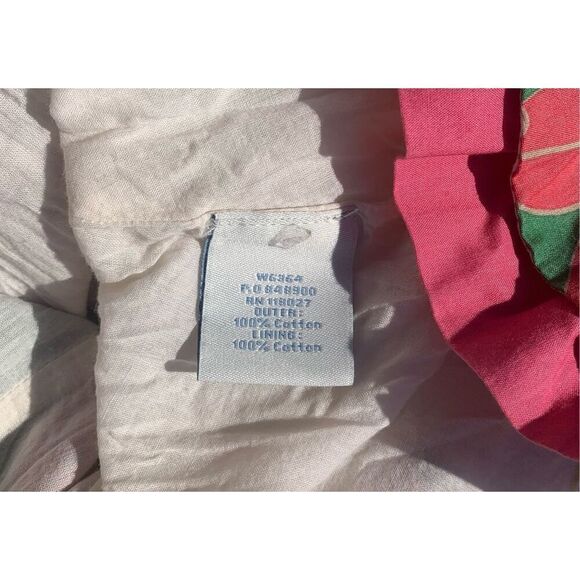 W6364
P.O 848900
RN 118027
OUTER:
100% Cotton
LINING:
100% Cotton